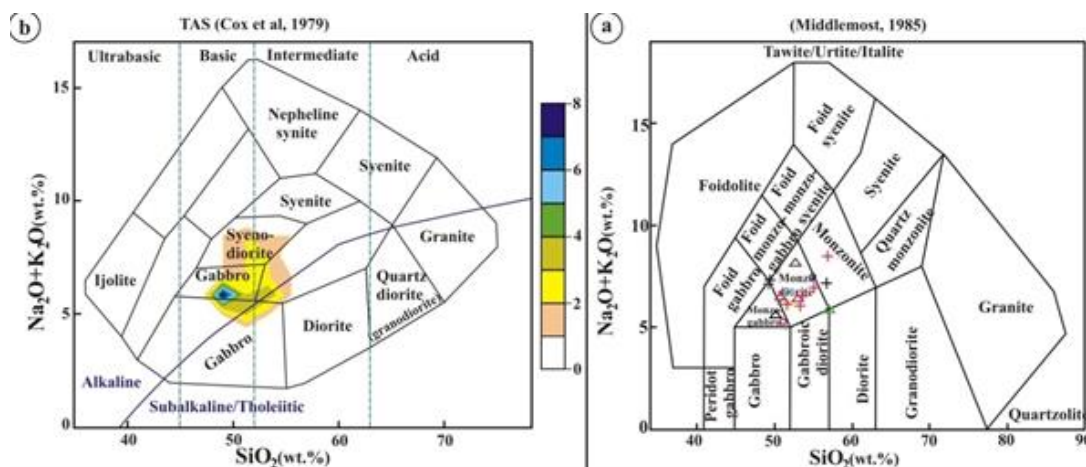 b
TAS (Cox et al, 1979)
Ultrabasic
Basic
Intermediate
Acid
Nepheline
synite
Syenite
Syenite
Syeno-
diorite
Granite
Ijolite
Gabbro
Quartz
diorite
(granodiorite)
Diorite
Gabbro
Alkaline
Subalkaline/Tholeiitic
15
10
5
0
40
50
60
70
Na2O+K2O(wt.%)
SiO2(wt.%)
8
6
4
2
0
a
(Middlemost, 1985)
Tawite/Urtite/Italite
Foid
syenite
Foidolite
Foid
monzo-
syenite
Syenite
Foid
monzo-
gabbro
Monzonite
Quartz
monzonite
Foid
gabbro
Monzo
diorite
Monzo
gabbro
Granite
Peridot
gabbro
Gabbro
Gabbroic
diorite
Diorite
Granodiorite
Quartzolite
15
10
5
0
40
50
60
70
80
90
Na2O+K2O(wt.%)
SiO2(wt.%)